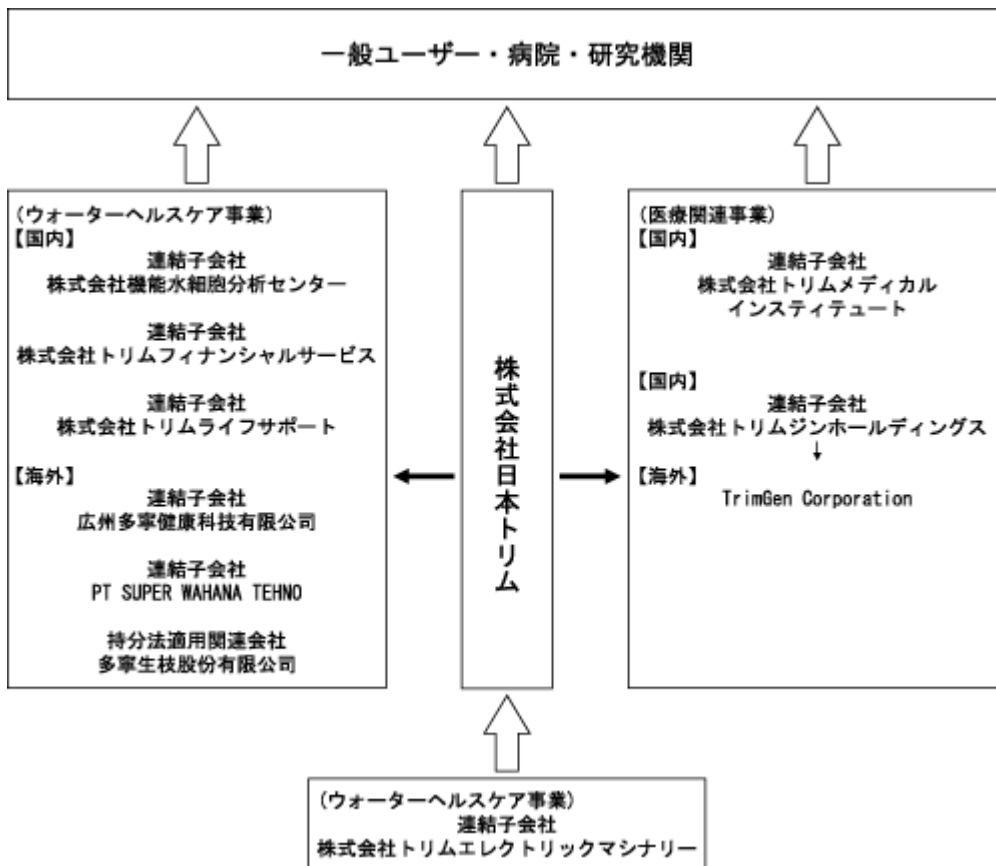 一般ユーザー・病院・研究機関
(ウォーターヘルスケア事業)
【国内】
連結子会社
株式会社機能水細胞分析センター
連結子会社
株式会社トリムフィナンシャルサービス
連結子会社
株式会社トリムライフサポート
【海外】
連結子会社
広州多寧健康科技有限公司
連結子会社
PT SUPER WAHANA TEHNO
持分法適用関連会社
多寧生技股份有限公司
株式会社日本トリム
(医療関連事業)
【国内】
連結子会社
株式会社トリムメディカル
インスティテュート
【国内】
連結子会社
株式会社トリムジンホールディングス
↓
【海外】
TrimGen Corporation
(ウォーターヘルスケア事業)
連結子会社
株式会社トリムエレクトリックマシナリー